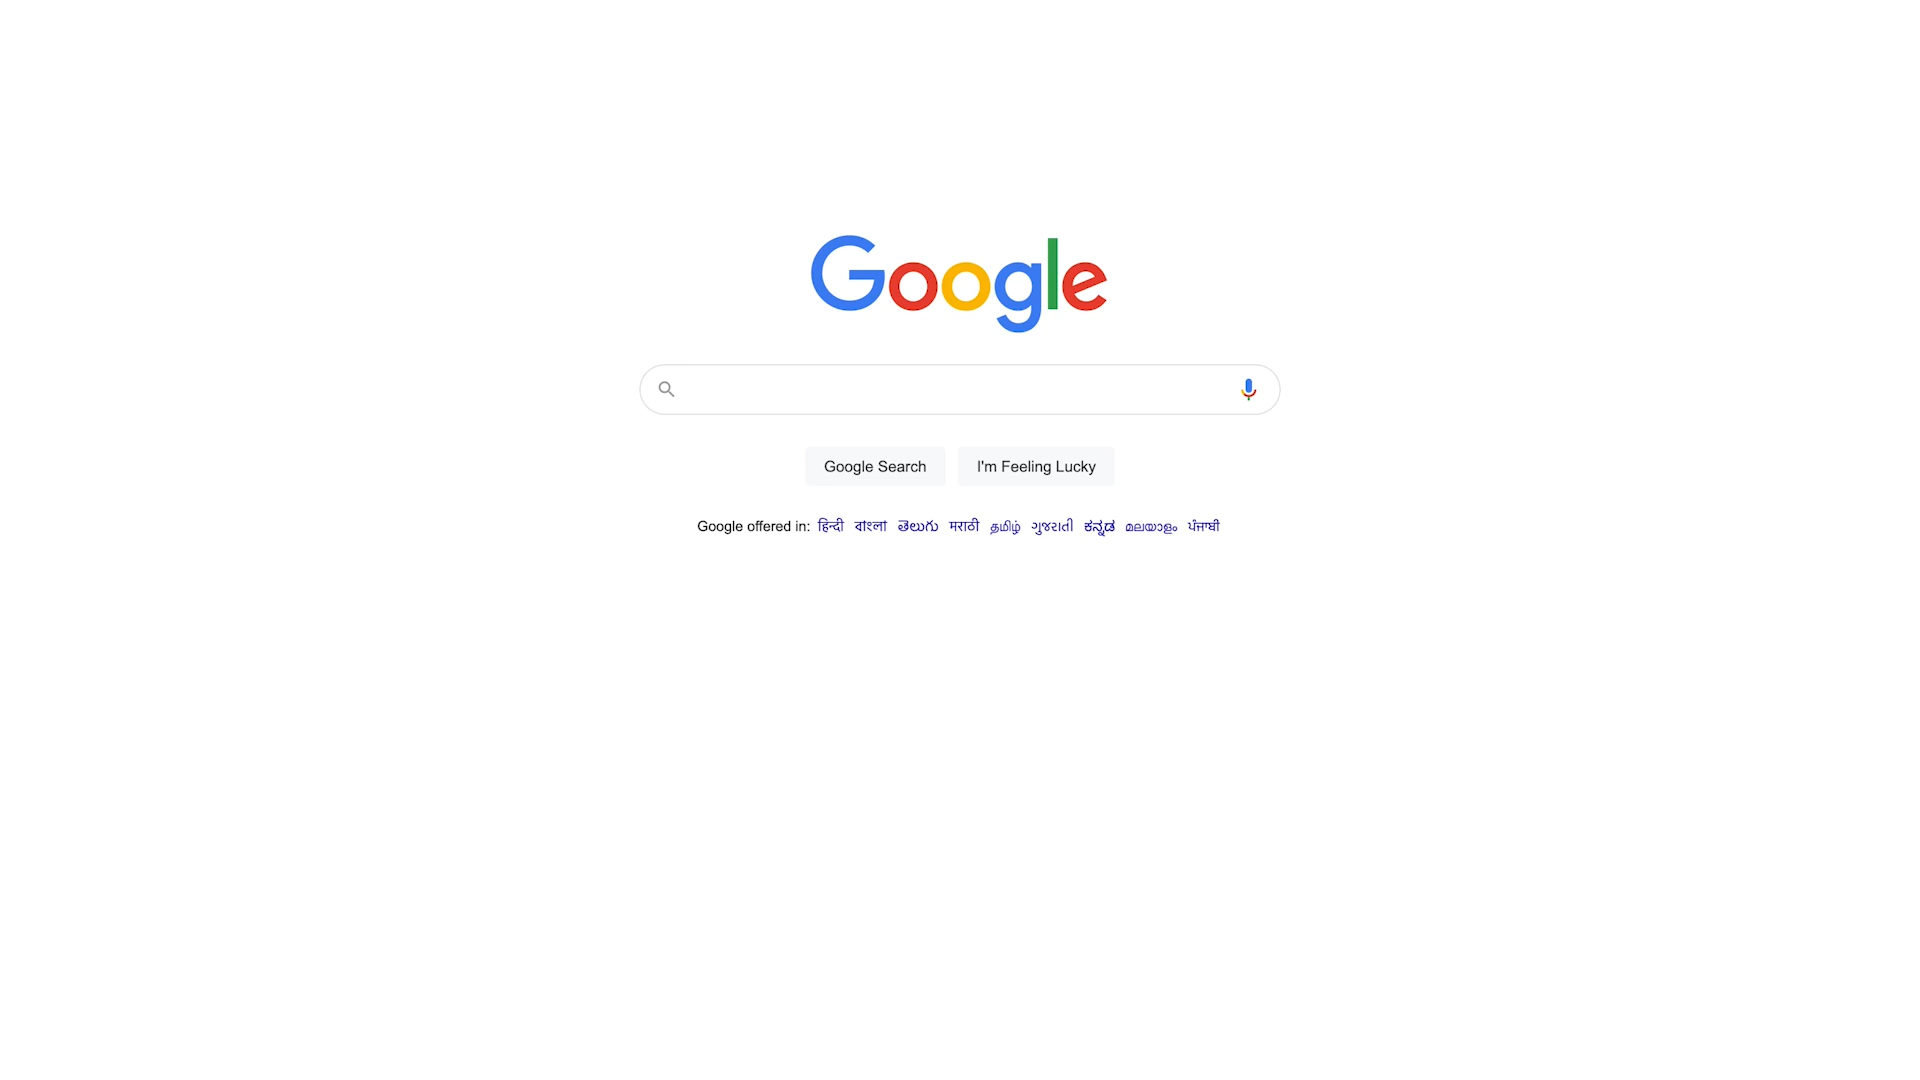 Google
Google Search I'm Feeling Lucky
Google offered in: हिन्दी বাংলা తెలుగు मराठी தமிழ் ગુજરાતી ಕನ್ನಡ മലയാളം ਪੰਜਾਬੀ